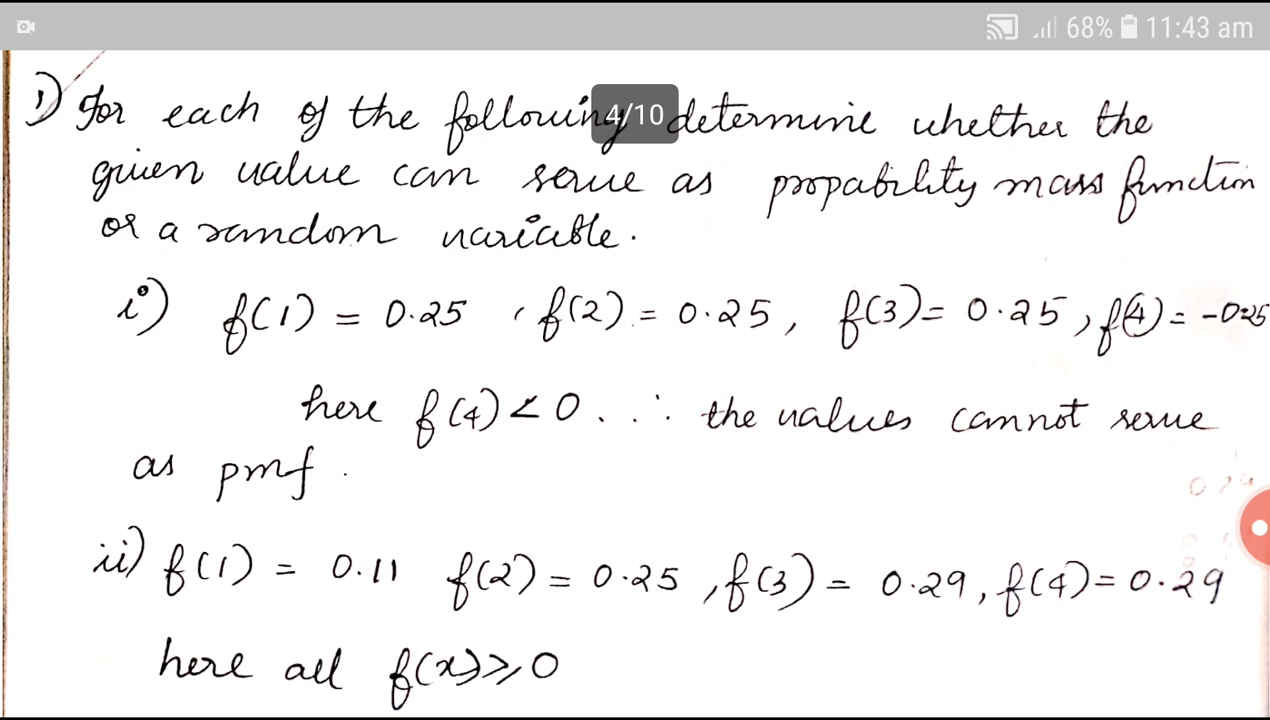 68% 11:43 am
4/10
1) For each of the following determine whether the
given value can serve as propability mass function
of a random variable.
i) f(1) = 0.25 , f(2) = 0.25, f(3) = 0.25, f(4) = -0.25
here f(4) < 0. ∴ the values cannot serve
as pmf.
ii) f(1) = 0.11 f(2) = 0.25, f(3) = 0.29, f(4) = 0.29
here all f(x) ≥ 0